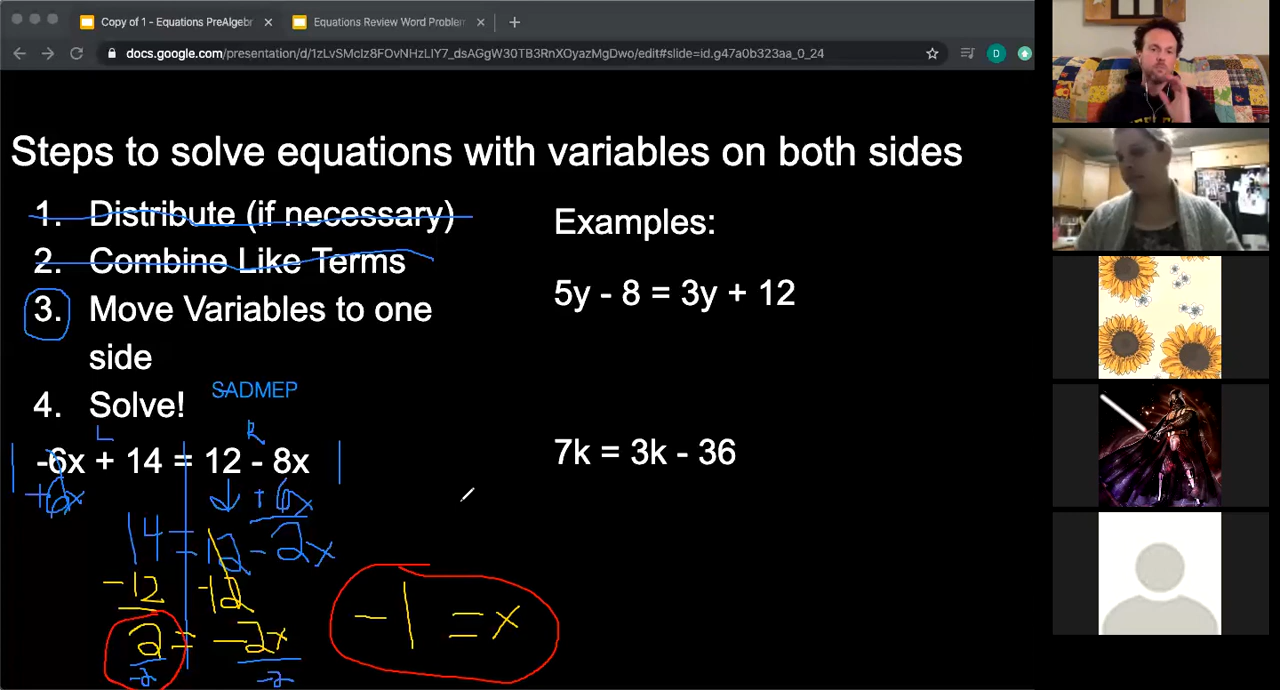 Copy of 1 - Equations PreAlgebr
Equations Review Word Problem
docs.google.com/presentation/d/1zLvSMcIz8FOvNHzLIY7_dsAGgW30TB3RnXOyazMgDwo/edit#slide=id.g47a0b323aa_0_24
D
Steps to solve equations with variables on both sides
1. Distribute (if necessary)
2. Combine Like Terms
3. Move Variables to one
side
4. Solve!
SADMEP
L R
-6x + 14 = 12 - 8x
+6x + 6x
14 = 12 - 2x
-12 -12
2 = -2x
-2 -2
-1 = x
Examples:
5y - 8 = 3y + 12
7k = 3k - 36